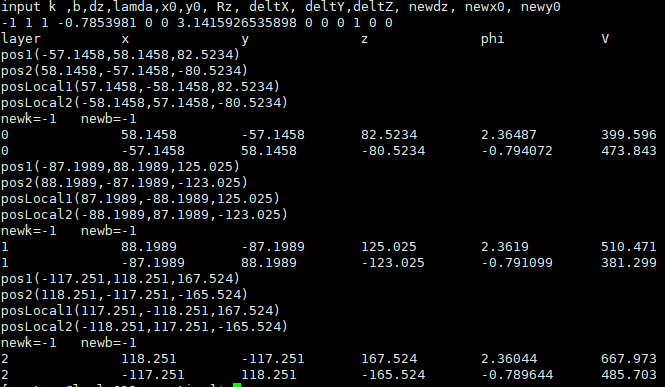 input k ,b,dz,lamda,x0,y0, Rz, deltX, deltY,deltZ, newdz, newx0, newy0
-1 1 1 -0.7853981 0 0 3.1415926535898 0 0 0 1 0 0
layer x y z phi V
pos1(-57.1458,58.1458,82.5234)
pos2(58.1458,-57.1458,-80.5234)
posLocal1(57.1458,-58.1458,82.5234)
posLocal2(-58.1458,57.1458,-80.5234)
newk=-1 newb=-1
0 58.1458 -57.1458 82.5234 2.36487 399.596
0 -57.1458 58.1458 -80.5234 -0.794072 473.843
pos1(-87.1989,88.1989,125.025)
pos2(88.1989,-87.1989,-123.025)
posLocal1(87.1989,-88.1989,125.025)
posLocal2(-88.1989,87.1989,-123.025)
newk=-1 newb=-1
1 88.1989 -87.1989 125.025 2.3619 510.471
1 -87.1989 88.1989 -123.025 -0.791099 381.299
pos1(-117.251,118.251,167.524)
pos2(118.251,-117.251,-165.524)
posLocal1(117.251,-118.251,167.524)
posLocal2(-118.251,117.251,-165.524)
newk=-1 newb=-1
2 118.251 -117.251 167.524 2.36044 667.973
2 -117.251 118.251 -165.524 -0.789644 485.703